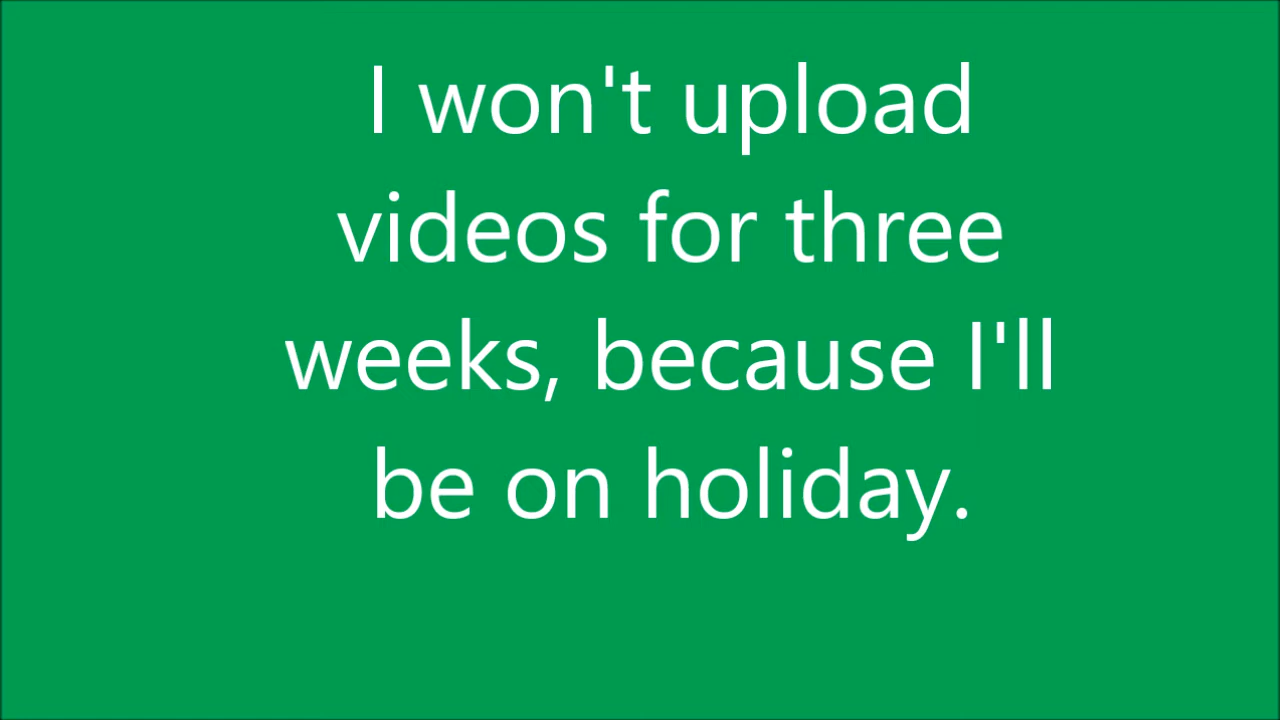 I won't upload
videos for three
weeks, because I'll
be on holiday.